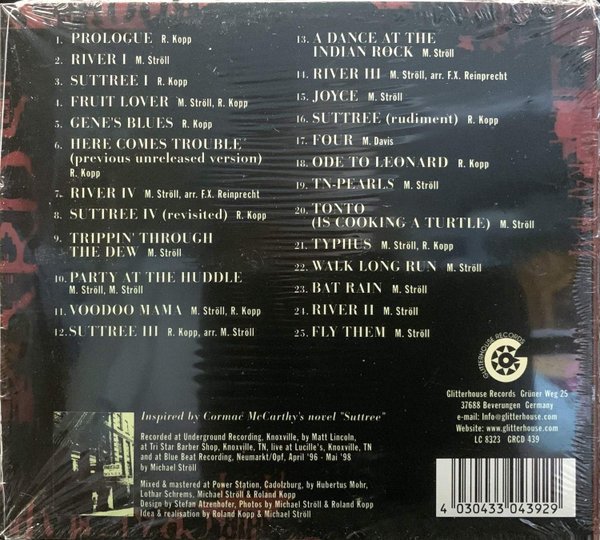 1. PROLOGUE R. Kopp
2. RIVER I M. Ströll
3. SUTTREE I R. Kopp
4. FRUIT LOVER M. Ströll, R. Kopp
5. GENE'S BLUES R. Kopp
6. HERE COMES TROUBLE
(previous unreleased version)
R. Kopp
7. RIVER IV M. Ströll, arr. F.X. Reinprecht
8. SUTTREE IV (revisited) R. Kopp
9. TRIPPIN' THROUGH
THE DEW M. Ströll
10. PARTY AT THE HUDDLE
M. Ströll, M. Ströll
11. VOODOO MAMA M. Ströll, R. Kopp
12. SUTTREE III R. Kopp, arr. M. Ströll
13. A DANCE AT THE
INDIAN ROCK M. Ströll
14. RIVER III M. Ströll, arr. F.X. Reinprecht
15. JOYCE M. Ströll
16. SUTTREE (rudiment) R. Kopp
17. FOUR M. Davis
18. ODE TO LEONARD R. Kopp
19. TN-PEARLS M. Ströll
20. TONTO
(IS COOKING A TURTLE) M. Ströll
21. TYPHUS M. Ströll, R. Kopp
22. WALK LONG RUN M. Ströll
23. BAT RAIN M. Ströll
24. RIVER II M. Ströll
25. FLY THEM M. Ströll
GLITTERHOUSE RECORDS
Glitterhouse Records Grüner Weg 25
37688 Beverungen Germany
e-mail: Info@glitterhouse.com
Website: www.glitterhouse.com
LC 8323 GRCD 439
Inspired by Cormac McCarthy's novel "Suttree"
Recorded at Underground Recording, Knoxville, by Matt Lincoln,
at Tri Star Barber Shop, Knoxville, TN, live at Lucille's, Knoxville, TN
and at Blue Beat Recording, Neumarkt/Opf, April '96 - Mai '98
by Michael Ströll
Mixed & mastered at Power Station, Cadolzburg, by Hubertus Mohr,
Lothar Schrems, Michael Ströll & Roland Kopp
Design by Stefan Atzenhofer, Photos by Michael Ströll & Roland Kopp
Idea & realisation by Roland Kopp & Michael Ströll
4 030433 043929